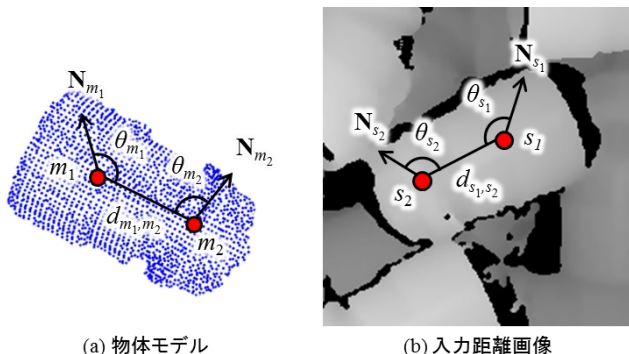 N_{m_1}
θ_{m_1}
m_1
θ_{m_2}
N_{m_2}
d_{m_1,m_2}
m_2
(a) 物体モデル
N_{s_1}
θ_{s_1}
N_{s_2}
θ_{s_2}
s_1
s_2
d_{s_1,s_2}
(b) 入力距離画像